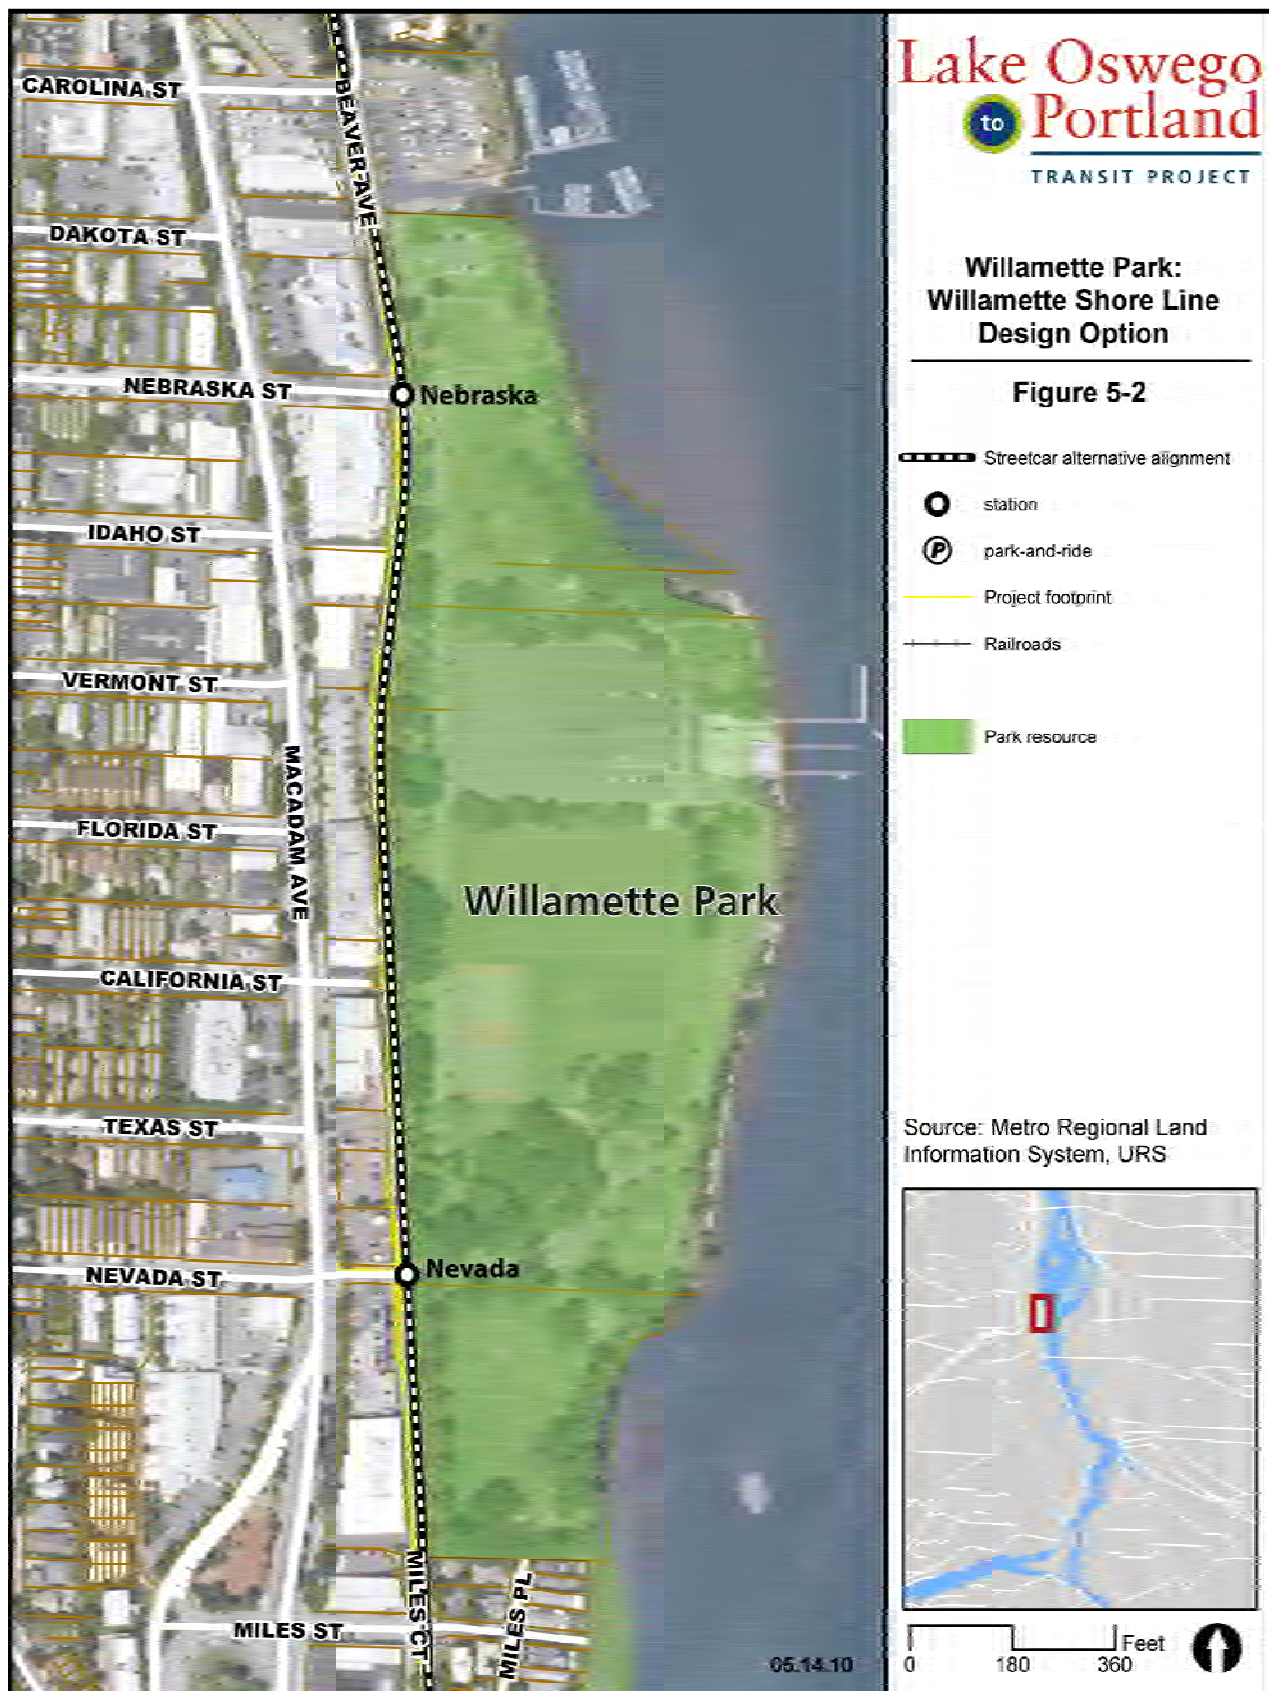 CAROLINA ST
BEAVER AVE
DAKOTA ST
NEBRASKA ST
Nebraska
IDAHO ST
VERMONT ST
MACADAM AVE
FLORIDA ST
Willamette Park
CALIFORNIA ST
TEXAS ST
NEVADA ST
Nevada
MILES ST
MILES CT
MILES PL
05.14.10
Lake Oswego
to Portland
TRANSIT PROJECT
Willamette Park:
Willamette Shore Line
Design Option
Figure 5-2
Streetcar alternative alignment
station
P park-and-ride
Project footprint
Railroads
Park resource
Source: Metro Regional Land
Information System, URS
Feet
0 180 360